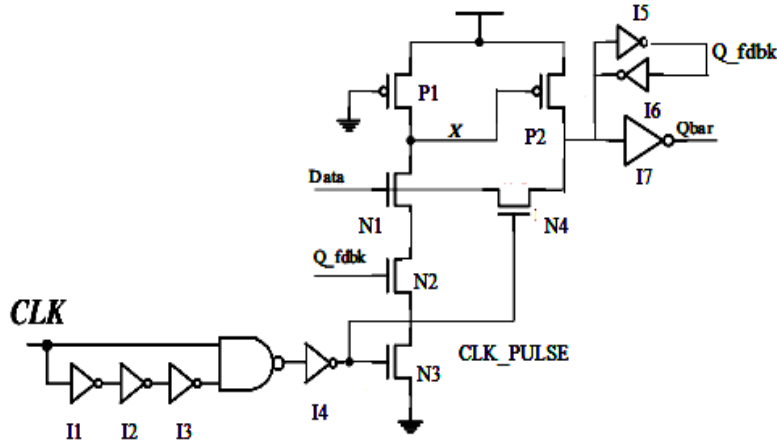 I5
Q_fdbk
P1
I6
X
P2
Qbar
I7
Data
N1
N4
Q_fdbk
N2
CLK
CLK_PULSE
N3
I4
I1
I2
I3